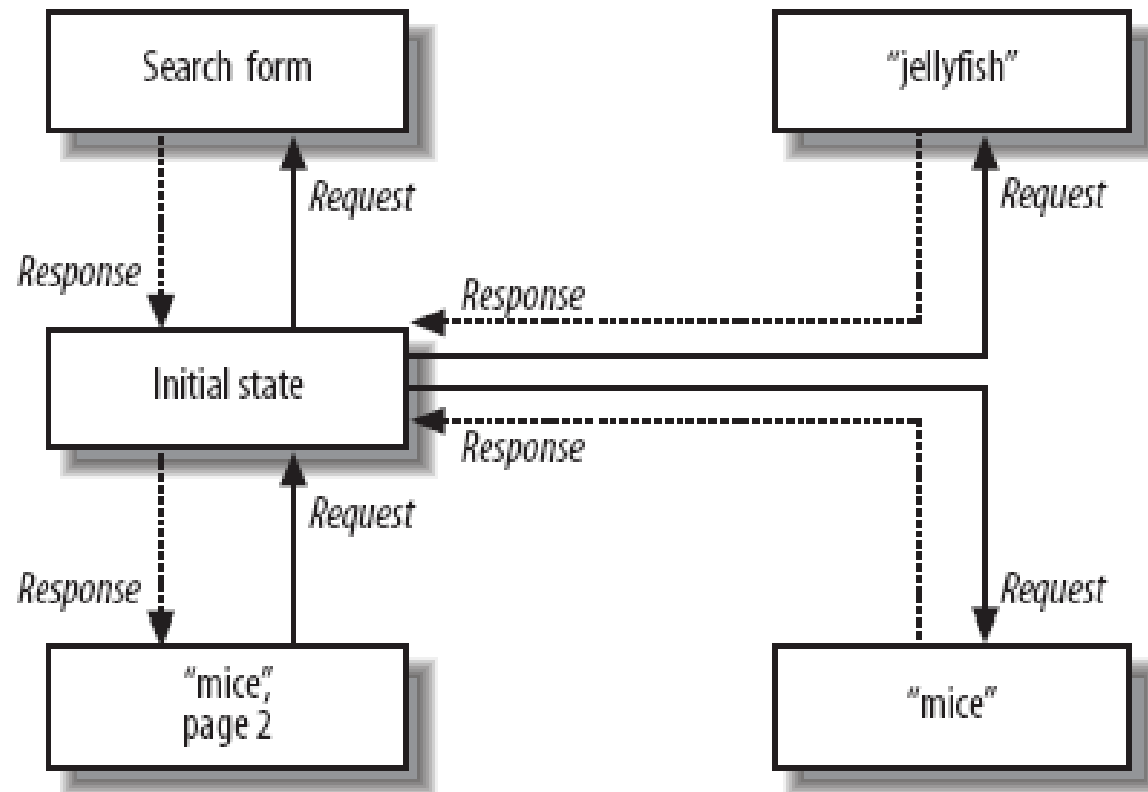 Search form
“jellyfish”
Request
Request
Response
Response
Initial state
Response
Request
Response
Request
“mice”,
page 2
“mice”